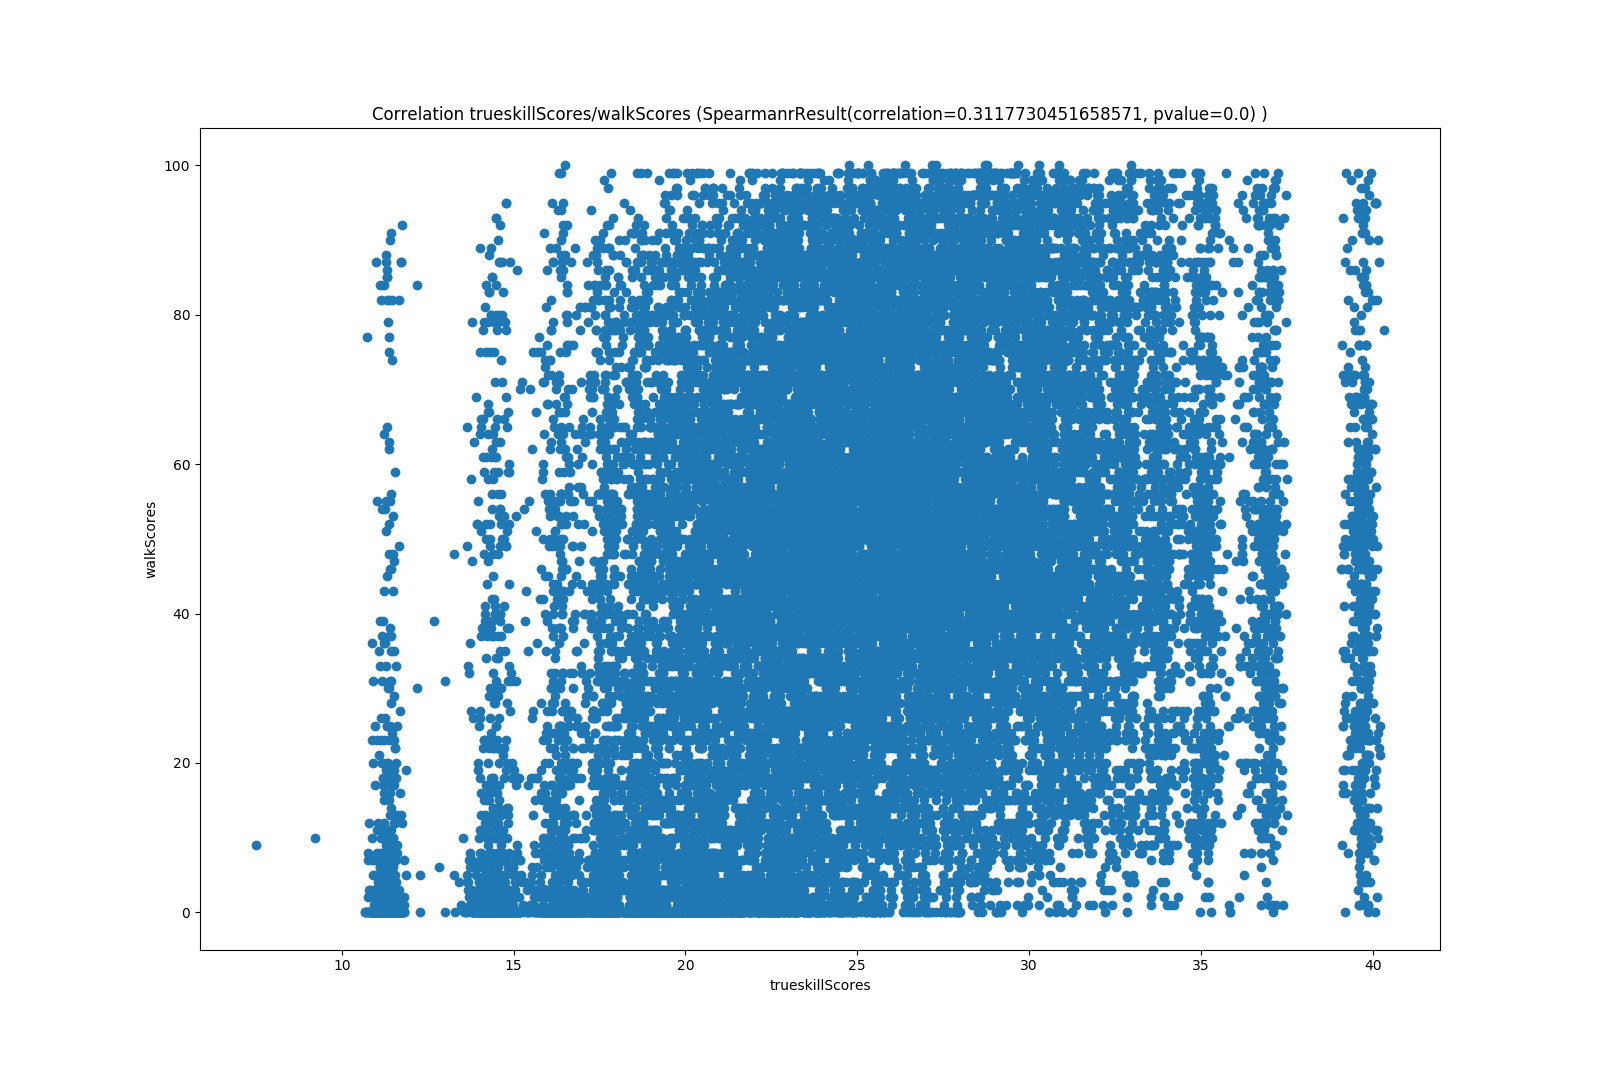 Correlation trueskillScores/walkScores (SpearmanrResult(correlation=0.3117730451658571, pvalue=0.0) )
100
80
60
40
20
0
walkScores
10 15 20 25 30 35 40
trueskillScores